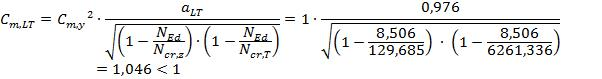 C_{m,LT} = C_{m,y}² · a_{LT} / √((1 − N_{Ed}/N_{cr,z}) · (1 − N_{Ed}/N_{cr,T})) = 1 · 0,976 / √((1 − 8,506/129,685) · (1 − 8,506/6261,336))
= 1,046 < 1